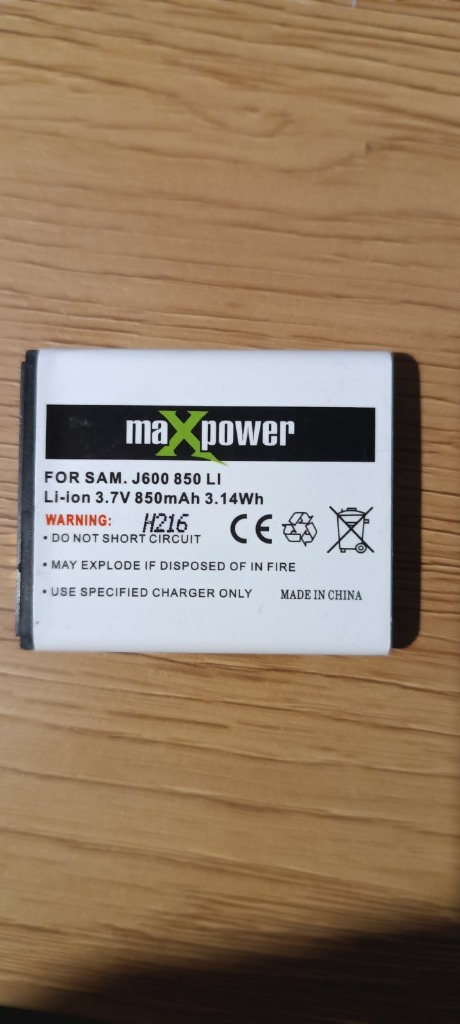 maXpower
FOR SAM. J600 850 LI
Li-ion 3.7V 850mAh 3.14Wh
WARNING: H216
• DO NOT SHORT CIRCUIT
CE
• MAY EXPLODE IF DISPOSED OF IN FIRE
• USE SPECIFIED CHARGER ONLY MADE IN CHINA